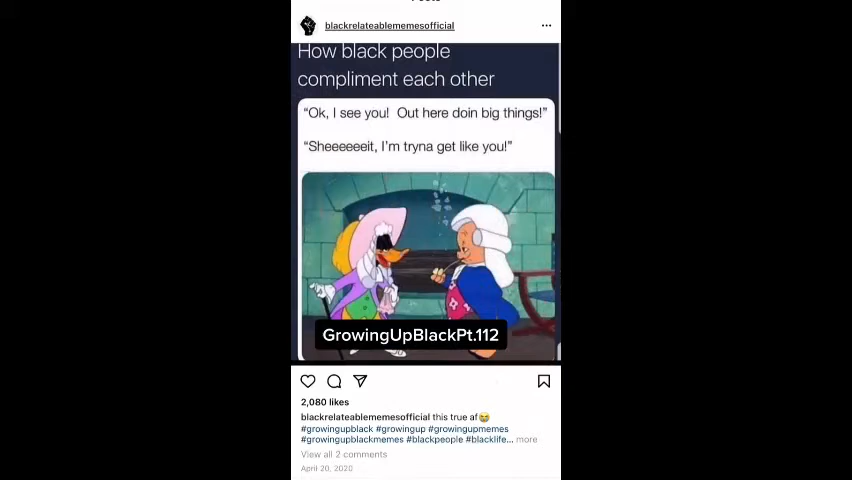 blackrelateablememesofficial
How black people
compliment each other
“Ok, I see you!  Out here doin big things!”
“Sheeeeeeit, I’m tryna get like you!”
GrowingUpBlackPt.112
2,080 likes
blackrelateablememesofficial this true af😭
#growingupblack #growingup #growingupmemes
#growingupblackmemes #blackpeople #blacklife... more
View all 2 comments
April 20, 2020